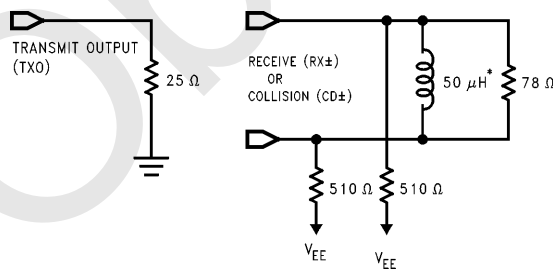 TRANSMIT OUTPUT
(TXO)
25 Ω
RECEIVE (RX±)
OR
COLLISION (CD±)
50 μH*
78 Ω
510 Ω
510 Ω
VEE
VEE